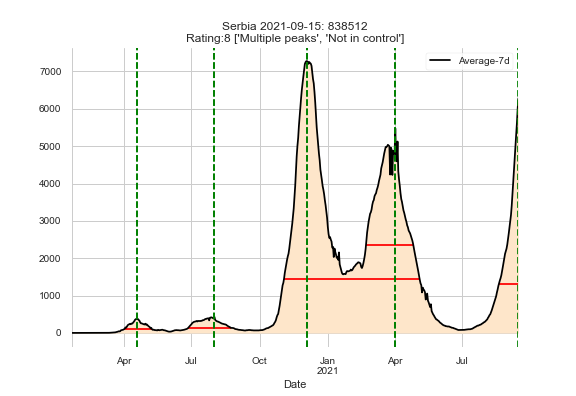 Serbia 2021-09-15: 838512
Rating:8 ['Multiple peaks', 'Not in control']
Average-7d
7000
6000
5000
4000
3000
2000
1000
0
Apr Jul Oct Jan Apr Jul
2021
Date